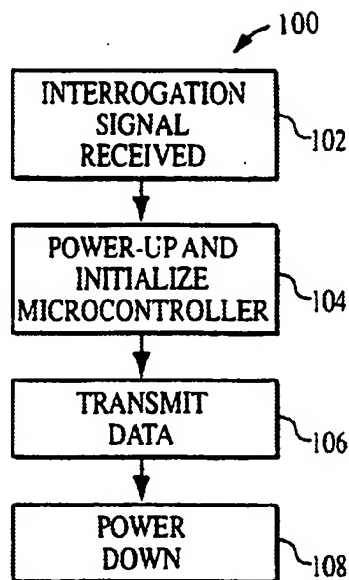 100
INTERROGATION
SIGNAL
RECEIVED
102
POWER-UP AND
INITIALIZE
MICROCONTROLLER
104
TRANSMIT
DATA
106
POWER
DOWN
108